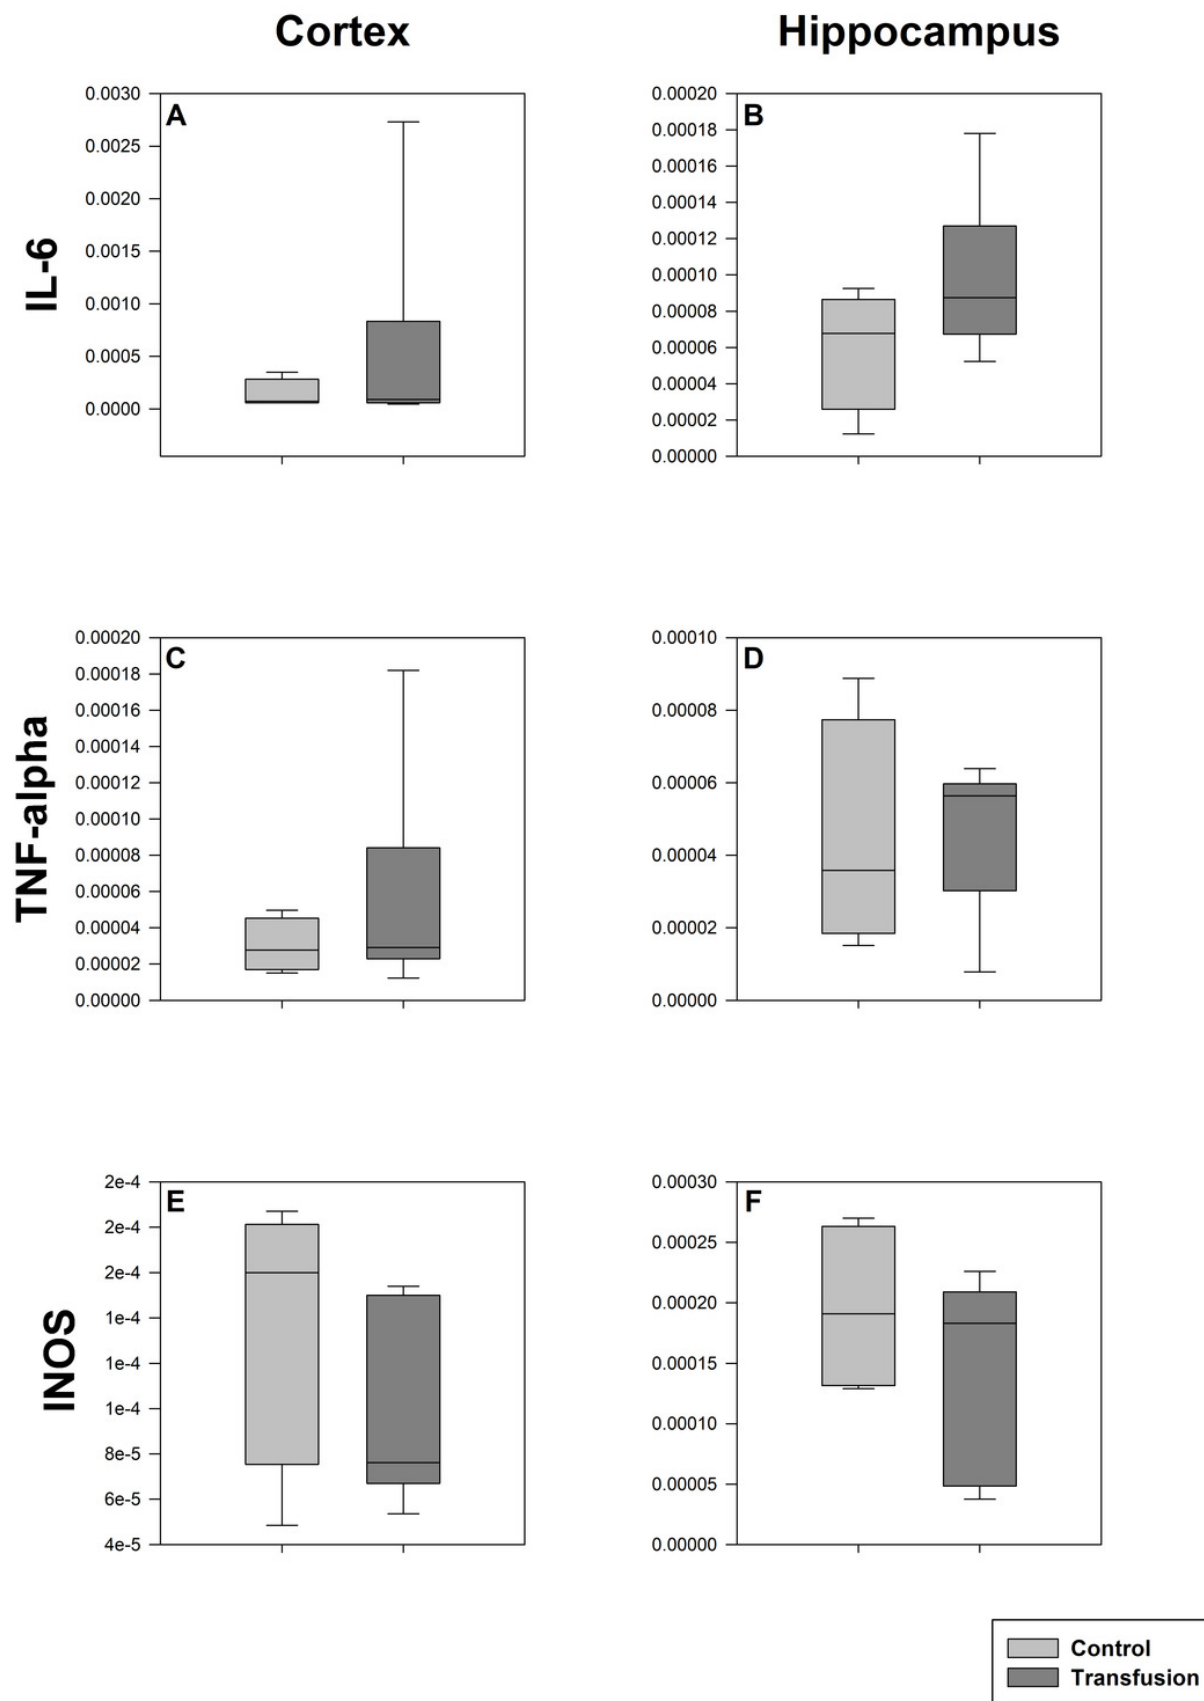 Cortex
Hippocampus
IL-6
A
0.0030
0.0025
0.0020
0.0015
0.0010
0.0005
0.0000
B
0.00020
0.00018
0.00016
0.00014
0.00012
0.00010
0.00008
0.00006
0.00004
0.00002
0.00000
TNF-alpha
C
0.00020
0.00018
0.00016
0.00014
0.00012
0.00010
0.00008
0.00006
0.00004
0.00002
0.00000
D
0.00010
0.00008
0.00006
0.00004
0.00002
0.00000
INOS
E
2e-4
2e-4
2e-4
1e-4
1e-4
1e-4
8e-5
6e-5
4e-5
F
0.00030
0.00025
0.00020
0.00015
0.00010
0.00005
0.00000
Control
Transfusion